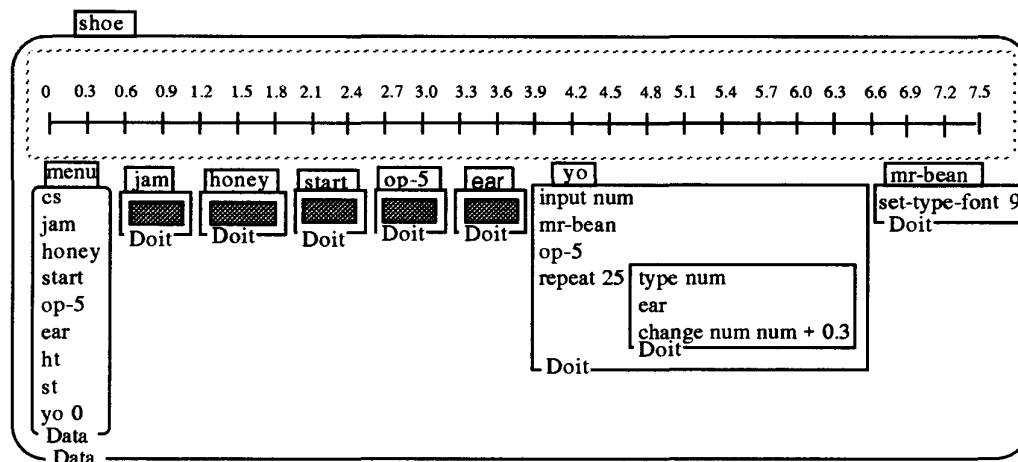 shoe
0 0.3 0.6 0.9 1.2 1.5 1.8 2.1 2.4 2.7 3.0 3.3 3.6 3.9 4.2 4.5 4.8 5.1 5.4 5.7 6.0 6.3 6.6 6.9 7.2 7.5
menu
cs
jam
honey
start
op-5
ear
ht
st
yo 0
Data
jam
Doit
honey
Doit
start
Doit
op-5
Doit
ear
Doit
yo
input num
mr-bean
op-5
repeat 25
type num
ear
change num num + 0.3
Doit
Doit
mr-bean
set-type-font 9
Doit
Data